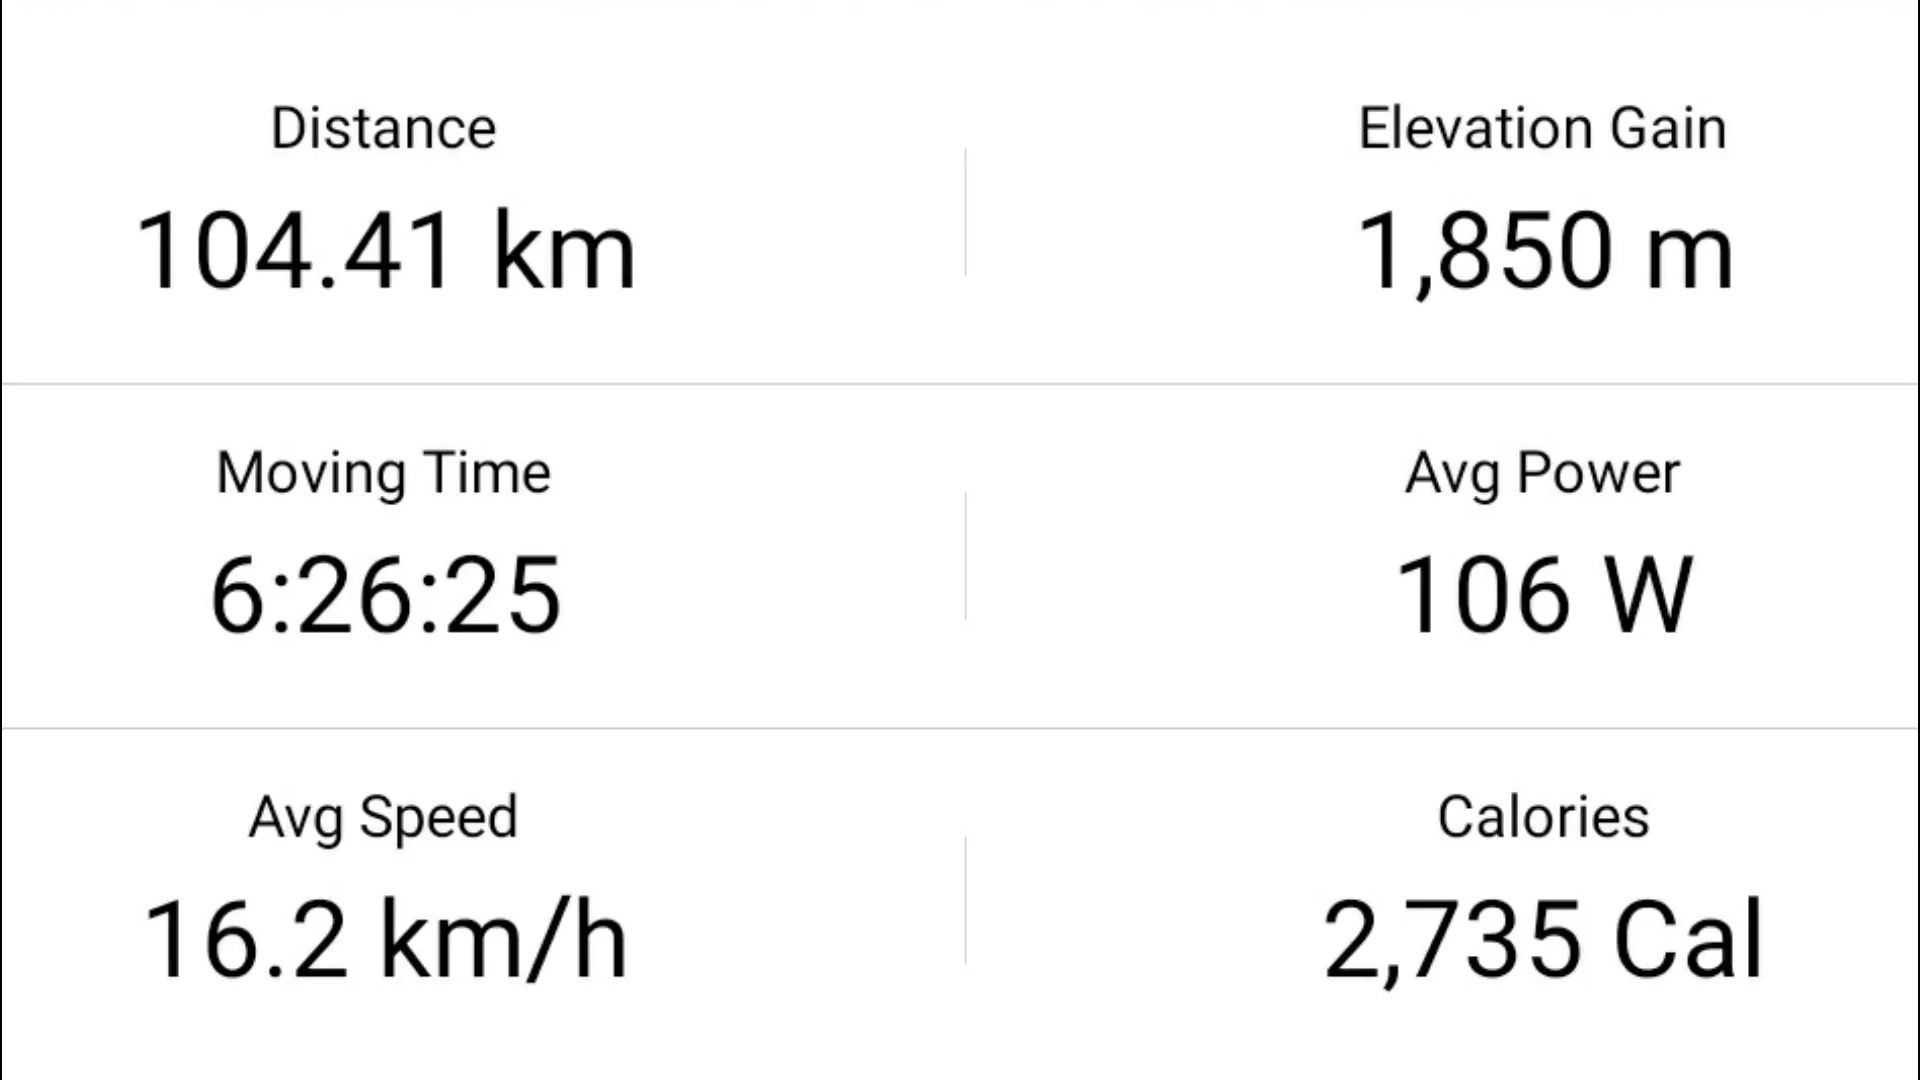 Distance
Elevation Gain
104.41 km
1,850 m
Moving Time
Avg Power
6:26:25
106 W
Avg Speed
Calories
16.2 km/h
2,735 Cal